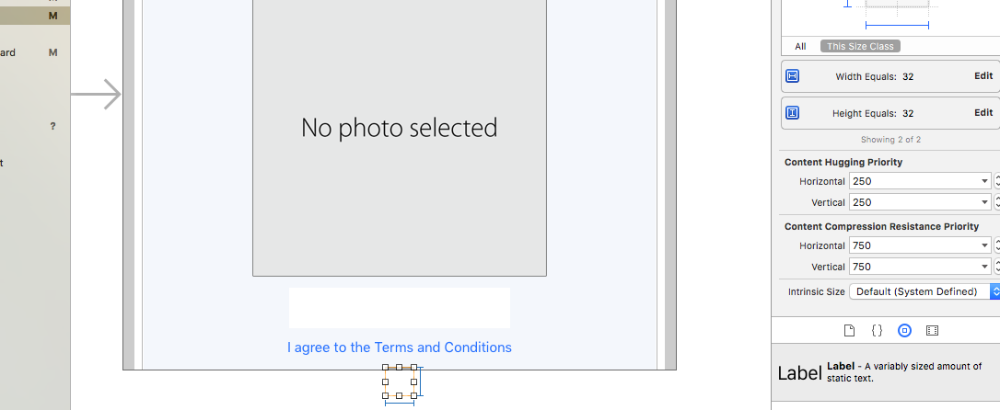 M
M
ard
M
?
t
No photo selected
I agree to the Terms and Conditions
All
This Size Class
Width Equals: 32
Edit
Height Equals: 32
Edit
Showing 2 of 2
Content Hugging Priority
Horizontal
250
Vertical
250
Content Compression Resistance Priority
Horizontal
750
Vertical
750
Intrinsic Size
Default (System Defined)
{}
Label
Label - A variably sized amount of
static text.